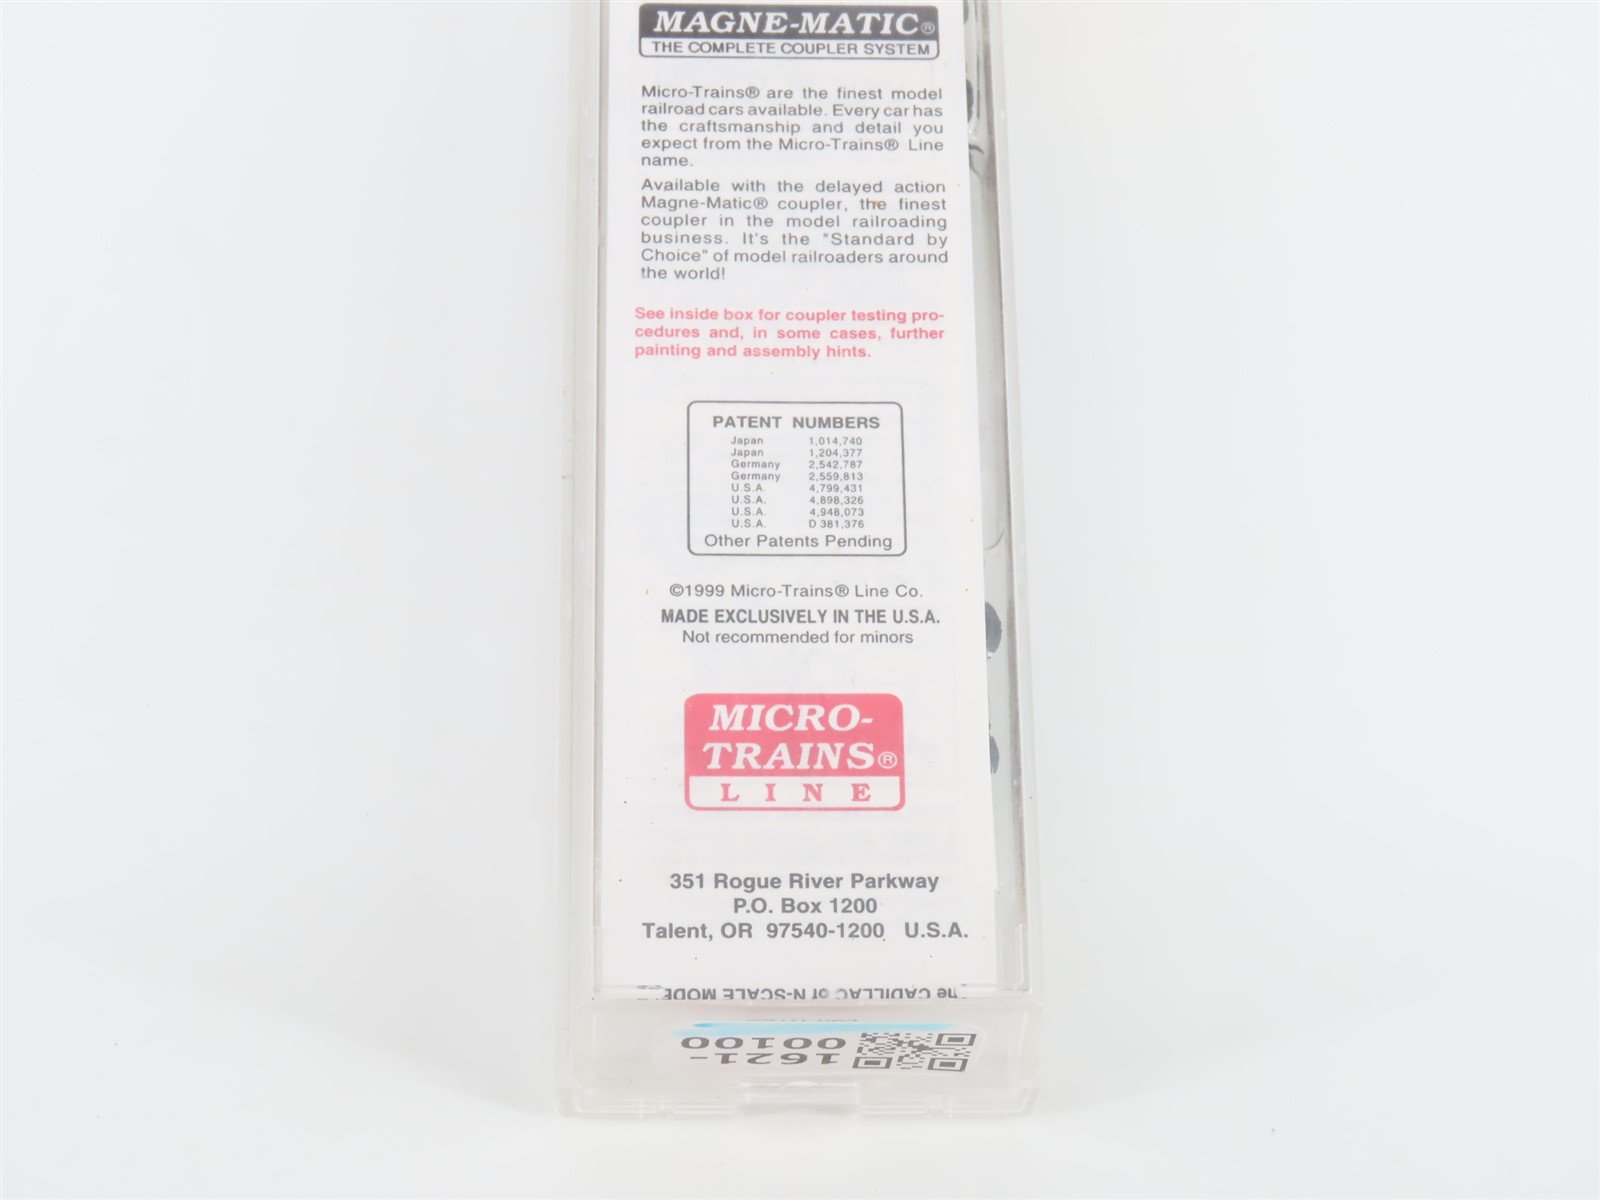 MAGNE-MATIC®
THE COMPLETE COUPLER SYSTEM
Micro-Trains® are the finest model
railroad cars available. Every car has
the craftsmanship and detail you
expect from the Micro-Trains® Line
name.
Available with the delayed action
Magne-Matic® coupler, the finest
coupler in the model railroading
business. It's the "Standard by
Choice" of model railroaders around
the world!
See inside box for coupler testing pro-
cedures and, in some cases, further
painting and assembly hints.
PATENT NUMBERS
Japan 1,014,740
Japan 1,204,377
Germany 2,542,787
Germany 2,559,813
U.S.A. 4,799,431
U.S.A. 4,898,326
U.S.A. 4,948,073
U.S.A. D 381,376
Other Patents Pending
©1999 Micro-Trains® Line Co.
MADE EXCLUSIVELY IN THE U.S.A.
Not recommended for minors
MICRO-
TRAINS®
LINE
351 Rogue River Parkway
P.O. Box 1200
Talent, OR 97540-1200 U.S.A.
CADILLAC of N-SCALE
1621-
00100